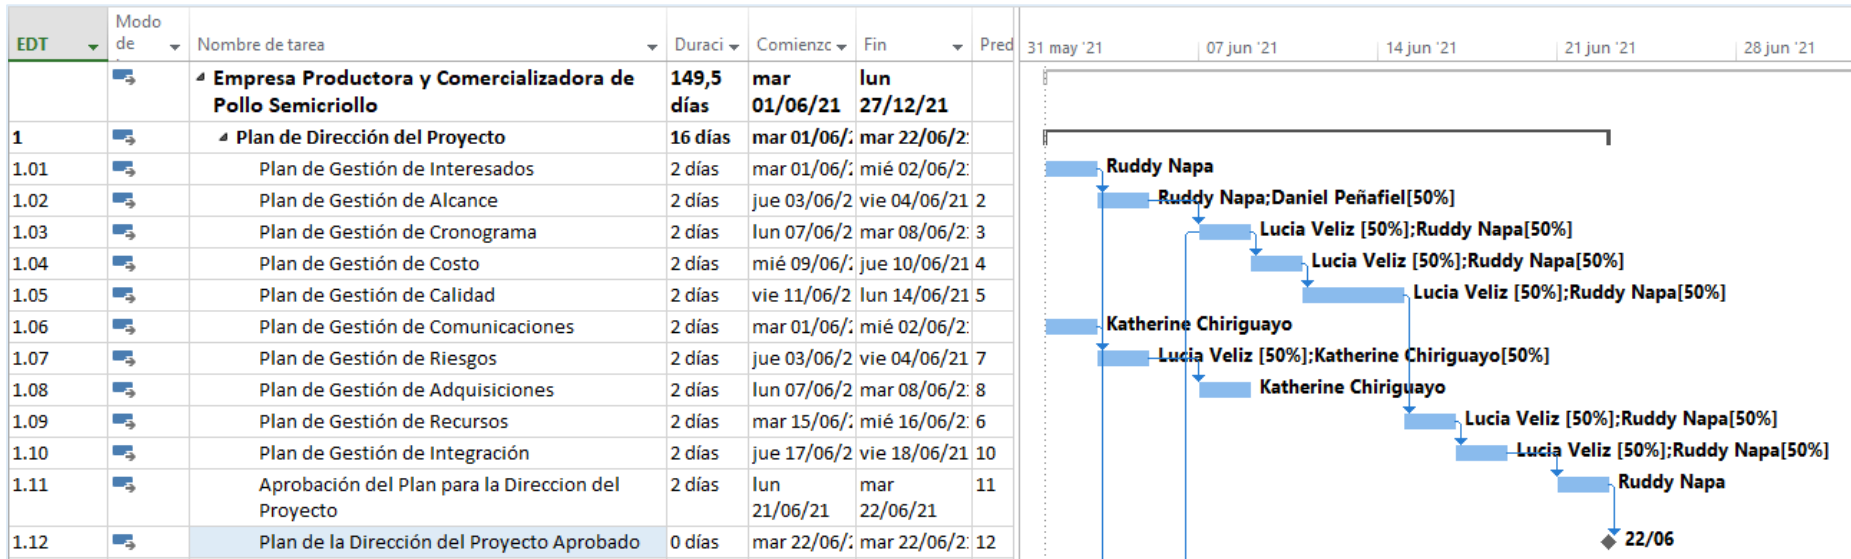 EDT Modo de Nombre de tarea Duraci Comienzc Fin Pred 31 may '21 07 jun '21 14 jun '21 21 jun '21 28 jun '21
Empresa Productora y Comercializadora de 149,5 mar lun
Pollo Semicriollo días 01/06/21 27/12/21
1 Plan de Dirección del Proyecto 16 días mar 01/06/ mar 22/06/2
1.01 Plan de Gestión de Interesados 2 días mar 01/06/ mié 02/06/2 Ruddy Napa
1.02 Plan de Gestión de Alcance 2 días jue 03/06/2 vie 04/06/21 2 Ruddy Napa;Daniel Peñafiel[50%]
1.03 Plan de Gestión de Cronograma 2 días lun 07/06/2 mar 08/06/2 3 Lucia Veliz [50%];Ruddy Napa[50%]
1.04 Plan de Gestión de Costo 2 días mié 09/06/ jue 10/06/21 4 Lucia Veliz [50%];Ruddy Napa[50%]
1.05 Plan de Gestión de Calidad 2 días vie 11/06/2 lun 14/06/21 5 Lucia Veliz [50%];Ruddy Napa[50%]
1.06 Plan de Gestión de Comunicaciones 2 días mar 01/06/ mié 02/06/2 Katherine Chiriguayo
1.07 Plan de Gestión de Riesgos 2 días jue 03/06/2 vie 04/06/21 7 Lucia Veliz [50%];Katherine Chiriguayo[50%]
1.08 Plan de Gestión de Adquisiciones 2 días lun 07/06/2 mar 08/06/2 8 Katherine Chiriguayo
1.09 Plan de Gestión de Recursos 2 días mar 15/06/ mié 16/06/2 6 Lucia Veliz [50%];Ruddy Napa[50%]
1.10 Plan de Gestión de Integración 2 días jue 17/06/2 vie 18/06/21 10 Lucia Veliz [50%];Ruddy Napa[50%]
1.11 Aprobación del Plan para la Direccion del 2 días lun mar 11 Ruddy Napa
Proyecto 21/06/21 22/06/21
1.12 Plan de la Dirección del Proyecto Aprobado 0 días mar 22/06/ mar 22/06/2 12 22/06